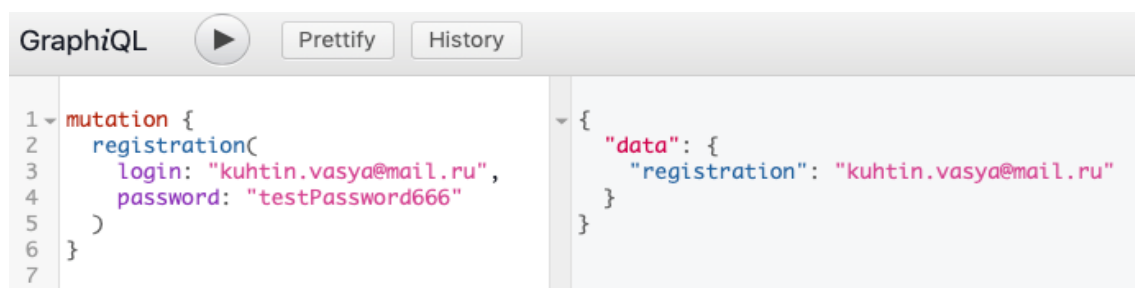 GraphiQL Prettify History
1 mutation {
2 registration(
3 login: "kuhtin.vasya@mail.ru",
4 password: "testPassword666"
5 )
6 }
7
{
"data": {
"registration": "kuhtin.vasya@mail.ru"
}
}